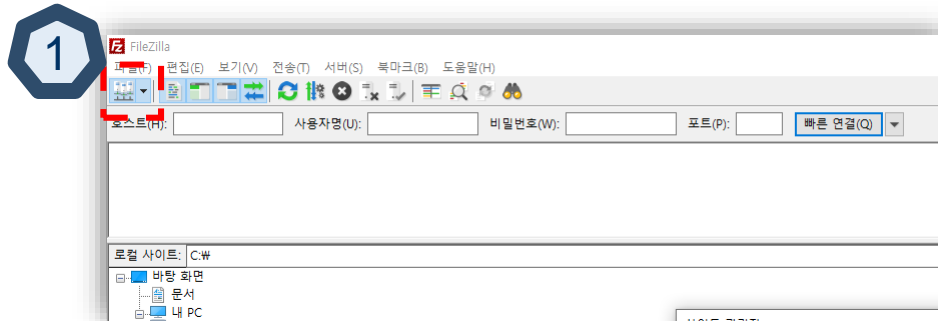 1
FileZilla
파일(F) 편집(E) 보기(V) 전송(T) 서버(S) 북마크(B) 도움말(H)
호스트(H): 사용자명(U): 비밀번호(W): 포트(P): 빠른 연결(Q)
로컬 사이트: C:₩
바탕 화면
문서
내 PC